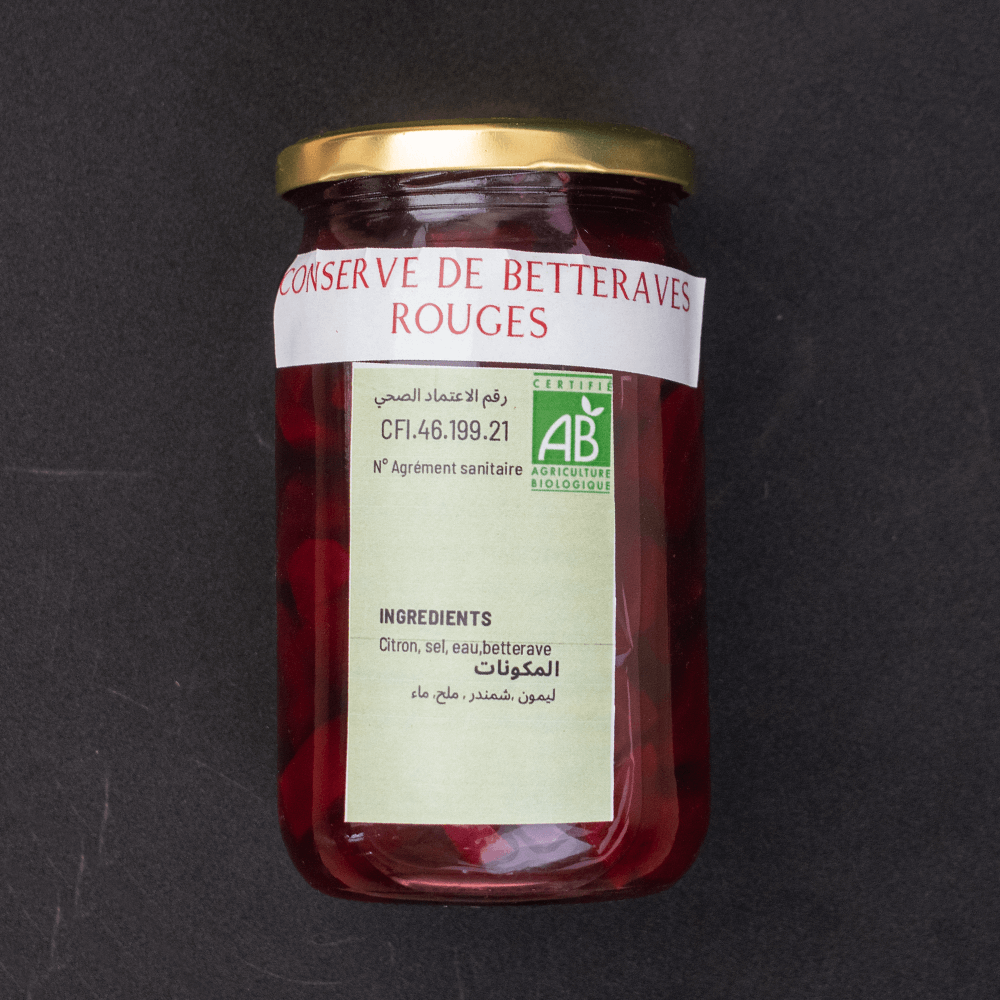 CONSERVE DE BETTERAVES
ROUGES
رقم الاعتماد الصحي
CFI.46.199.21
N° Agrément sanitaire
CERTIFIÉ
AB
AGRICULTURE
BIOLOGIQUE
INGREDIENTS
Citron, sel, eau,betterave
المكونات
ليمون ,شمندر , ملح, ماء